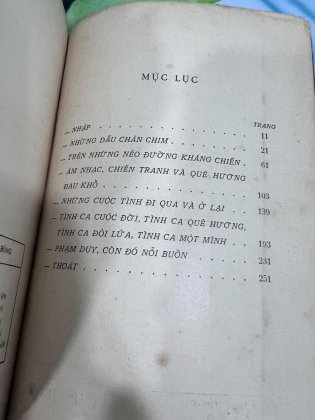 MỤC LỤC
TRANG
— NHẬP . . . . . . . . . . . . . . . 11
— NHỮNG DẤU CHÂN CHIM . . . . . . . . 21
— TRÊN NHỮNG NẺO ĐƯỜNG KHÁNG CHIẾN . 61
— ÂM NHẠC, CHIẾN TRANH VÀ QUÊ HƯƠNG
ĐAU KHỔ . . . . . . . . . . . . . 103
— NHỮNG CUỘC TÌNH ĐI QUA VÀ Ở LẠI . . 139
— TÌNH CA CUỘC ĐỜI, TÌNH CA QUÊ HƯƠNG,
TÌNH CA ĐÔI LỨA, TÌNH CA MỘT MÌNH . . 193
— PHẠM DUY, CÒN ĐÓ NỖI BUỒN . . . . . 231
— THOÁT . . . . . . . . . . . . . . 251